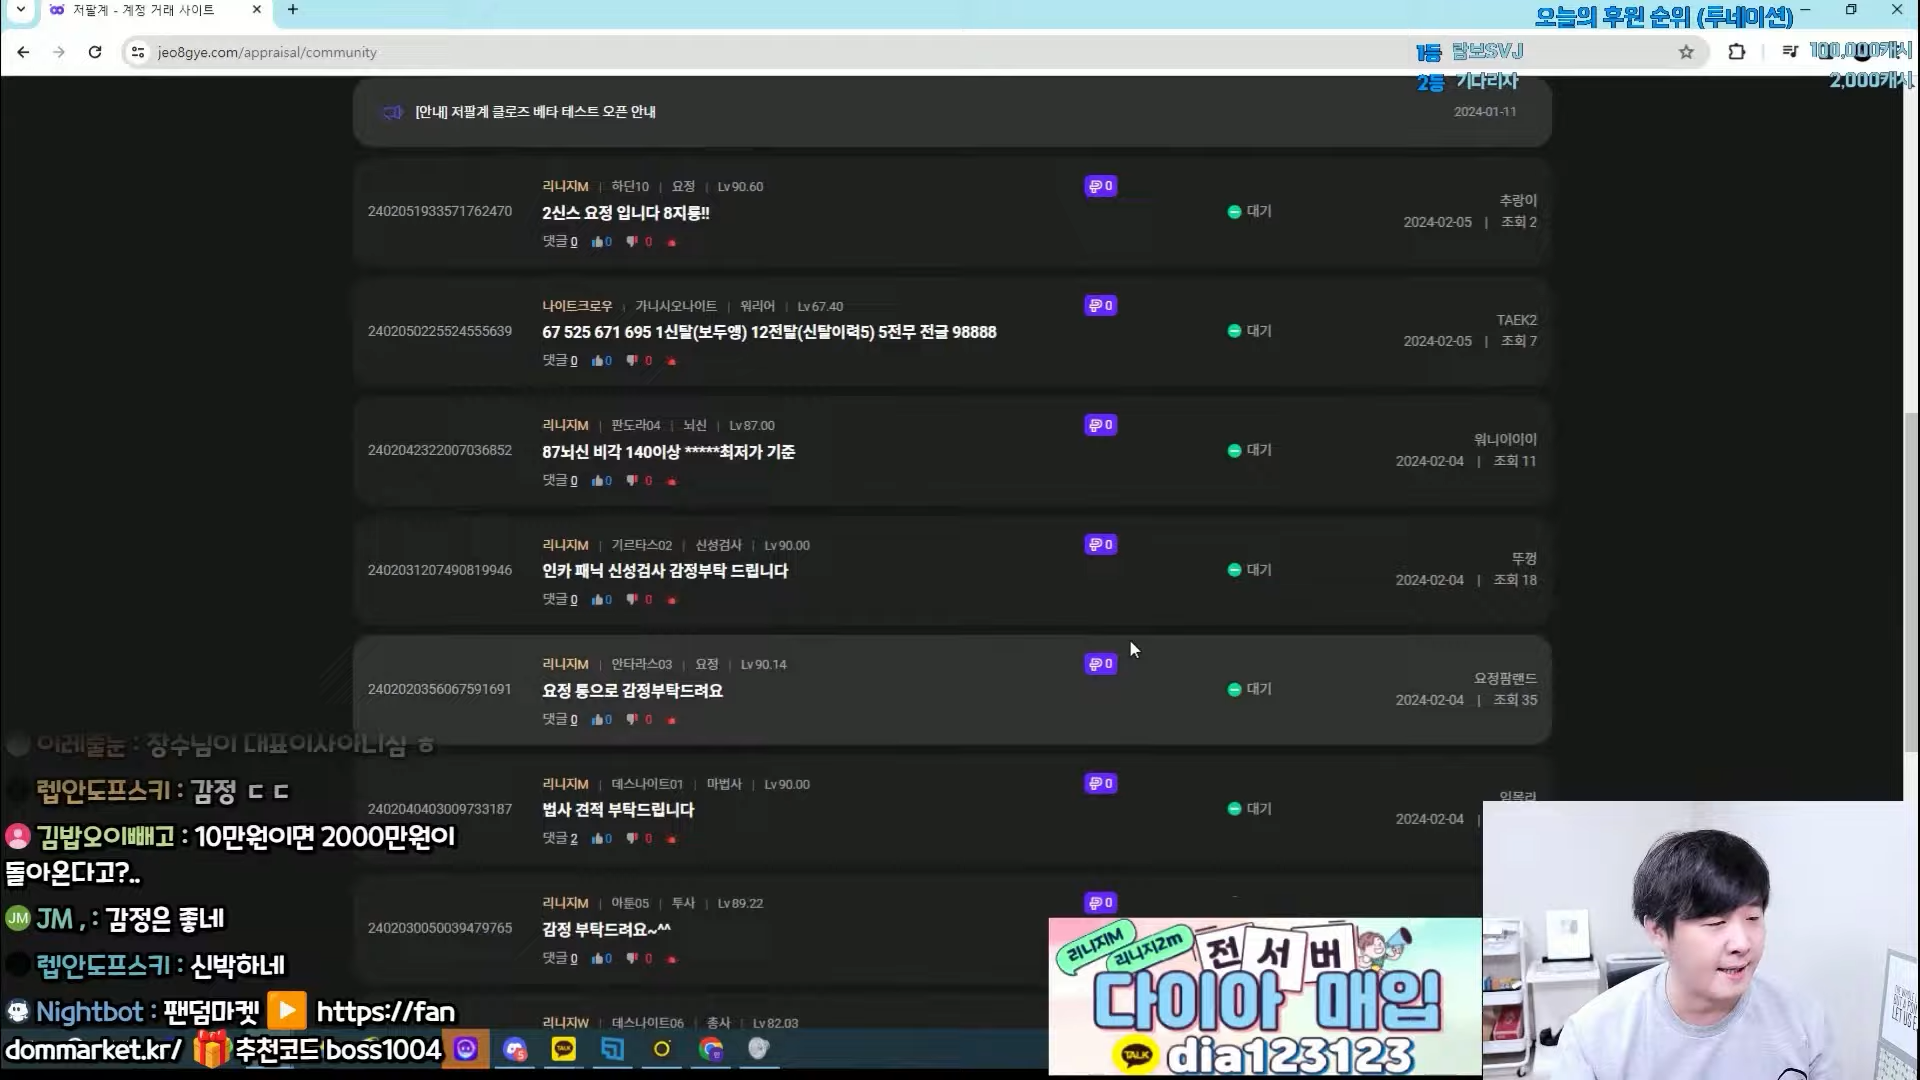 저팔계 - 계정 거래 사이트
오늘의 후원 순위 (투네이션)
jeo8gye.com/appraisal/community
1등 람보SVJ 100,000캐시
2등 기다리자 2,000캐시
[안내] 저팔계 클로즈 베타 테스트 오픈 안내 2024-01-11
리니지M | 하딘10 | 요정 | Lv 90.60
2402051933571762470
2신스 요정 입니다 8지룡!!
댓글 0 0 0
P 0
대기
추랑이
2024-02-05 | 조회 2
나이트크로우 | 가니시오나이트 | 워리어 | Lv 67.40
2402050225524555639
67 525 671 695 1신탈(보두앵) 12전탈(신탈이력5) 5전무 전글 98888
댓글 0 0 0
P 0
대기
TAEK2
2024-02-05 | 조회 7
리니지M | 판도라04 | 뇌신 | Lv 87.00
2402042322007036852
87뇌신 비각 140이상 *****최저가 기준
댓글 0 0 0
P 0
대기
워니이이이
2024-02-04 | 조회 11
리니지M | 기르타스02 | 신성검사 | Lv 90.00
2402031207490819946
인카 패닉 신성검사 감정부탁 드립니다
댓글 0 0 0
P 0
대기
뚜껑
2024-02-04 | 조회 18
리니지M | 안타라스03 | 요정 | Lv 90.14
2402020356067591691
요정 통으로 감정부탁드려요
댓글 0 0 0
P 0
대기
요정팜랜드
2024-02-04 | 조회 35
리니지M | 데스나이트01 | 마법사 | Lv 90.00
2402040403009733187
법사 견적 부탁드립니다
댓글 2 0 0
P 0
대기
2024-02-04 |
리니지M | 아툰05 | 투사 | Lv 89.22
2402030050039479765
감정 부탁드려요~^^
댓글 0 0 0
P 0
리니지W | 데스나이트06 | 총사 | Lv 82.03
장수님이 대표이사아니심 ㅎ
렙안도프스키 : 감정 ㄷㄷ
김밥오이빼고 : 10만원이면 2000만원이
돌아온다고?..
JM JM , : 감정은 좋네
렙안도프스키 : 신박하네
Nightbot : 팬덤마켓 ▶ https://fan
dommarket.kr/ 🎁 추천코드 boss1004
리니지M 리니지2m 전서버
다이아 매입
TALK dia123123